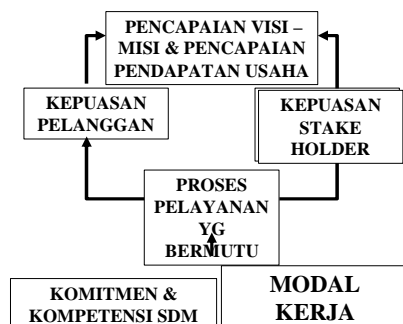 PENCAPAIAN VISI –
MISI & PENCAPAIAN
PENDAPATAN USAHA
KEPUASAN
PELANGGAN
KEPUASAN
STAKE
HOLDER
PROSES
PELAYANAN
YG
BERMUTU
KOMITMEN &
KOMPETENSI SDM
MODAL
KERJA